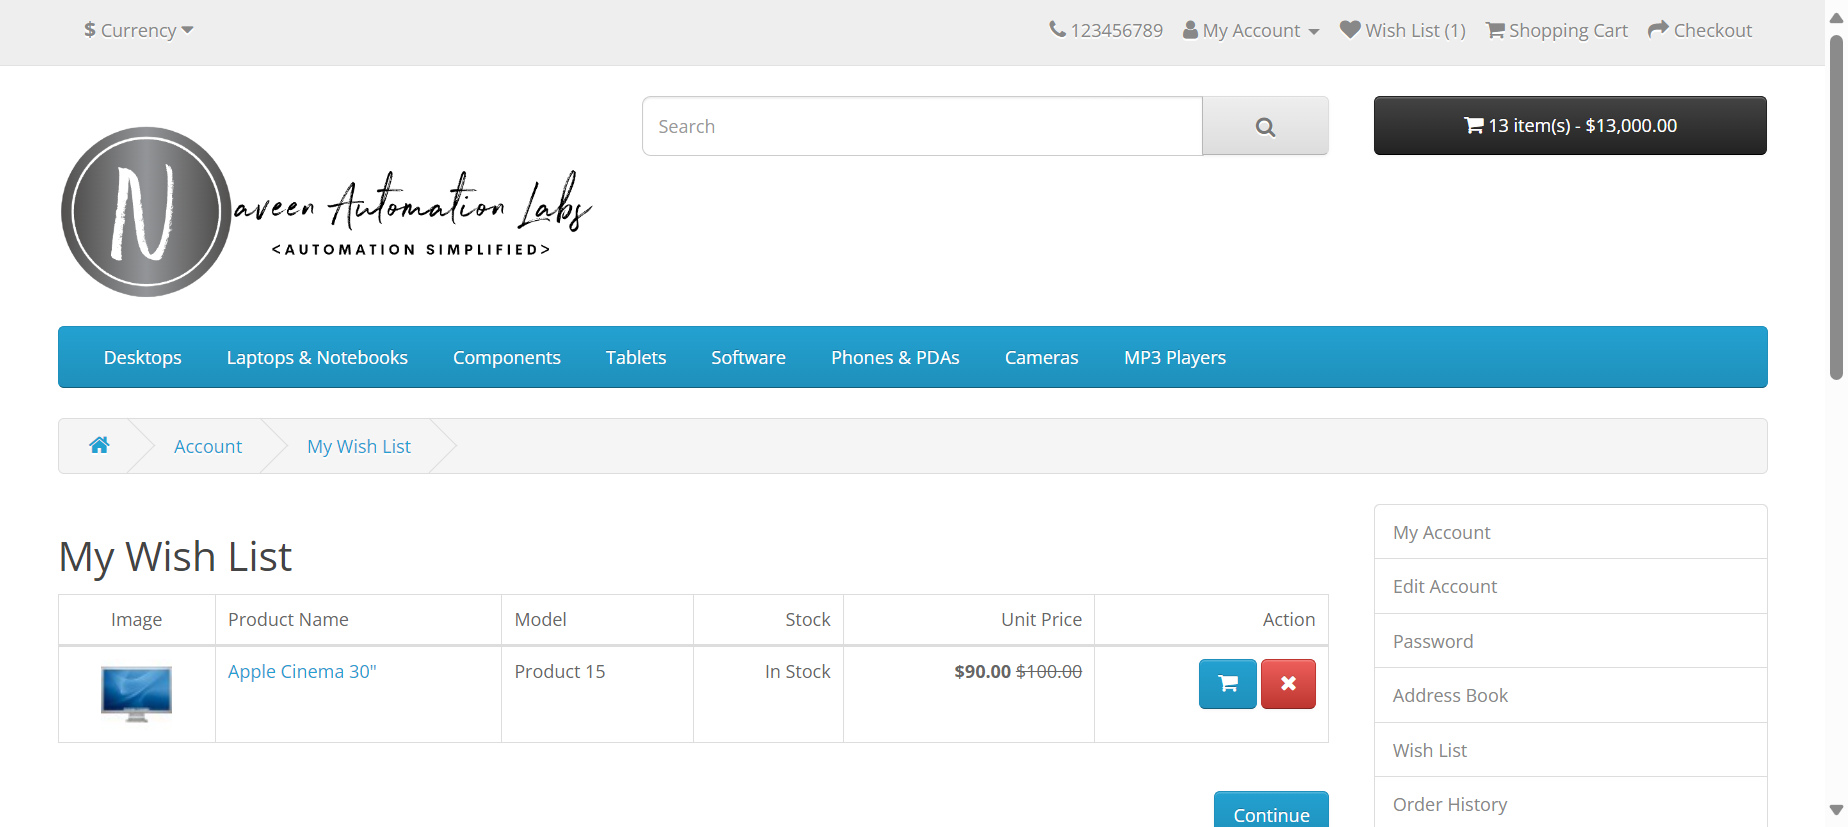 $ Currency
123456789 My Account Wish List (1) Shopping Cart Checkout
Search
13 item(s) - $13,000.00
N aveen Automation Labs
<AUTOMATION SIMPLIFIED>
Desktops Laptops & Notebooks Components Tablets Software Phones & PDAs Cameras MP3 Players
Account My Wish List
My Wish List
Image Product Name Model Stock Unit Price Action
Apple Cinema 30" Product 15 In Stock $90.00 $100.00
Continue
My Account
Edit Account
Password
Address Book
Wish List
Order History